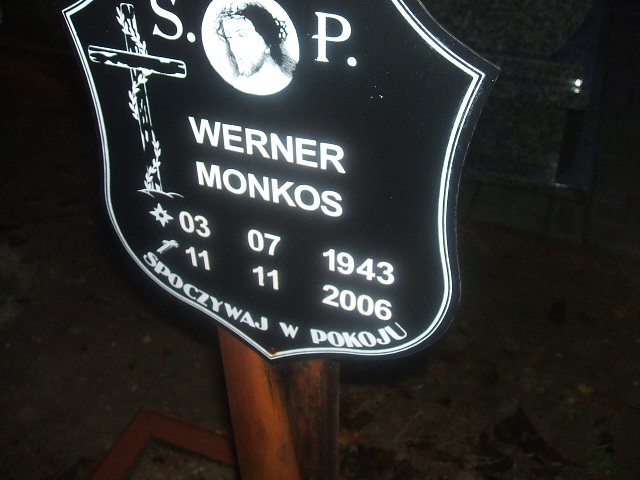 S. P.
WERNER
MONKOS
03 07 1943
11 11 2006
SPOCZYWAJ W POKOJU